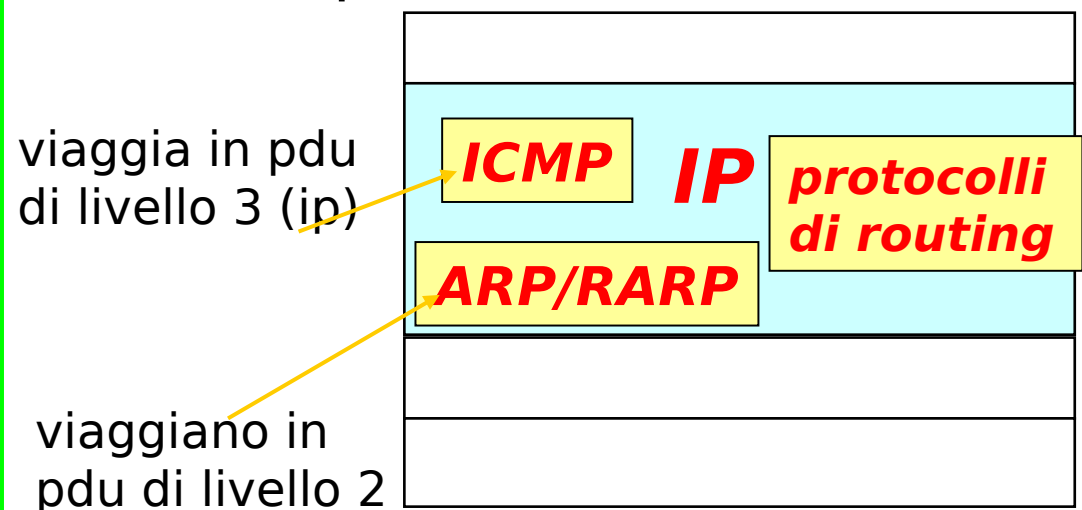 viaggia in pdu
di livello 3 (ip)
ICMP
IP
protocolli
di routing
ARP/RARP
viaggiano in
pdu di livello 2